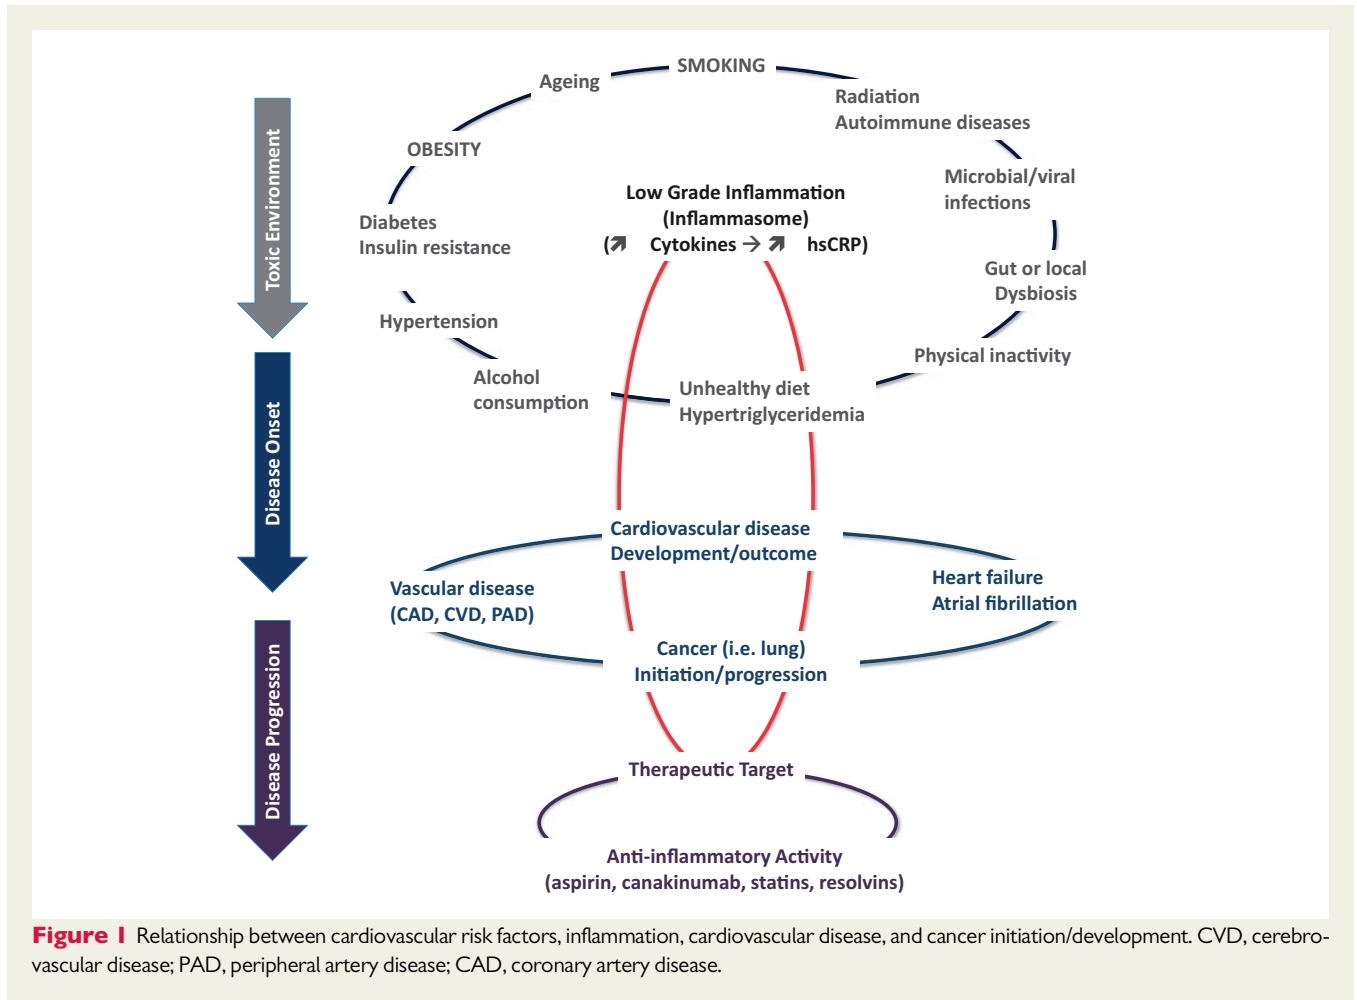 SMOKING
Ageing
Radiation
Autoimmune diseases
OBESITY
Microbial/viral
infections
Low Grade Inflammation
(Inflammasome)
(↗ Cytokines → ↗ hsCRP)
Diabetes
Insulin resistance
Gut or local
Dysbiosis
Hypertension
Physical inactivity
Alcohol
consumption
Unhealthy diet
Hypertriglyceridemia
Toxic Environment
Disease Onset
Cardiovascular disease
Development/outcome
Vascular disease
(CAD, CVD, PAD)
Heart failure
Atrial fibrillation
Cancer (i.e. lung)
Initiation/progression
Disease Progression
Therapeutic Target
Anti-inflammatory Activity
(aspirin, canakinumab, statins, resolvins)
Figure 1 Relationship between cardiovascular risk factors, inflammation, cardiovascular disease, and cancer initiation/development. CVD, cerebro-
vascular disease; PAD, peripheral artery disease; CAD, coronary artery disease.